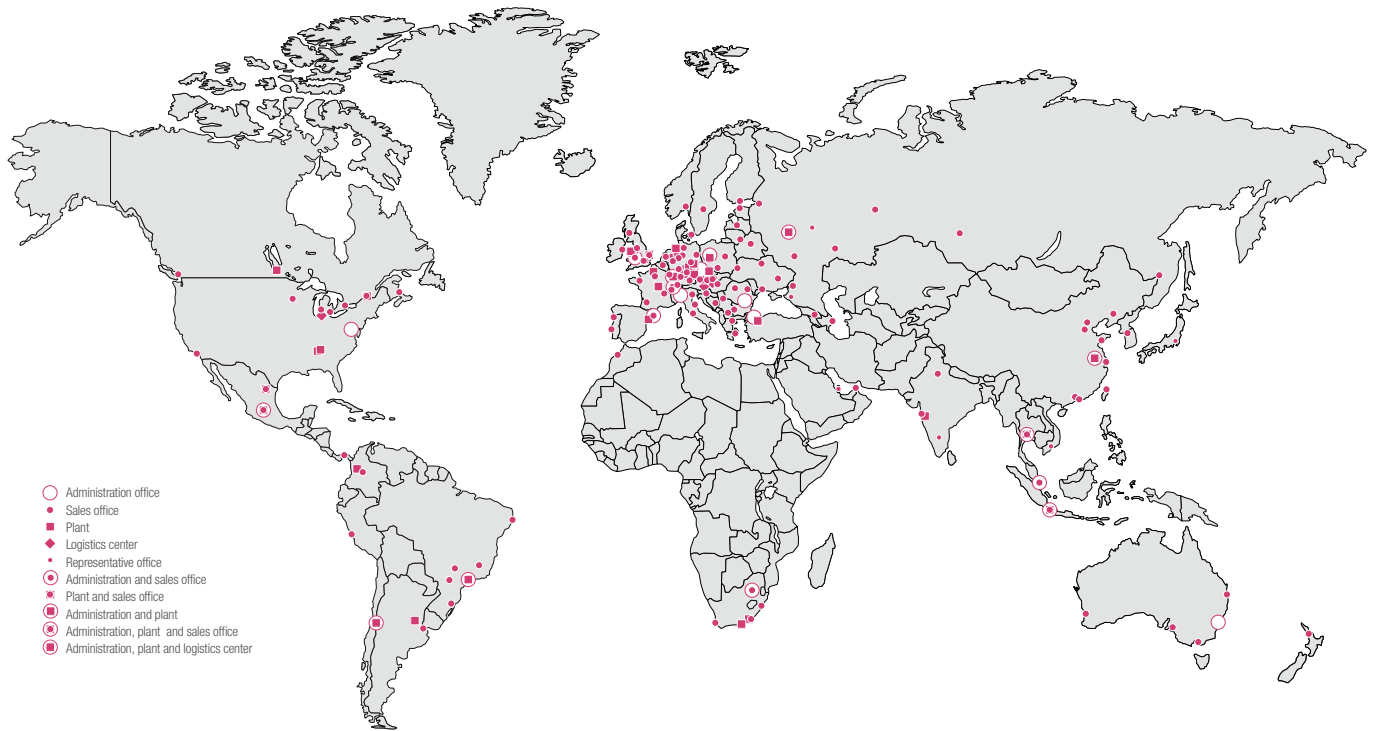 Administration office
Sales office
Plant
Logistics center
Representative office
Administration and sales office
Plant and sales office
Administration and plant
Administration, plant and sales office
Administration, plant and logistics center